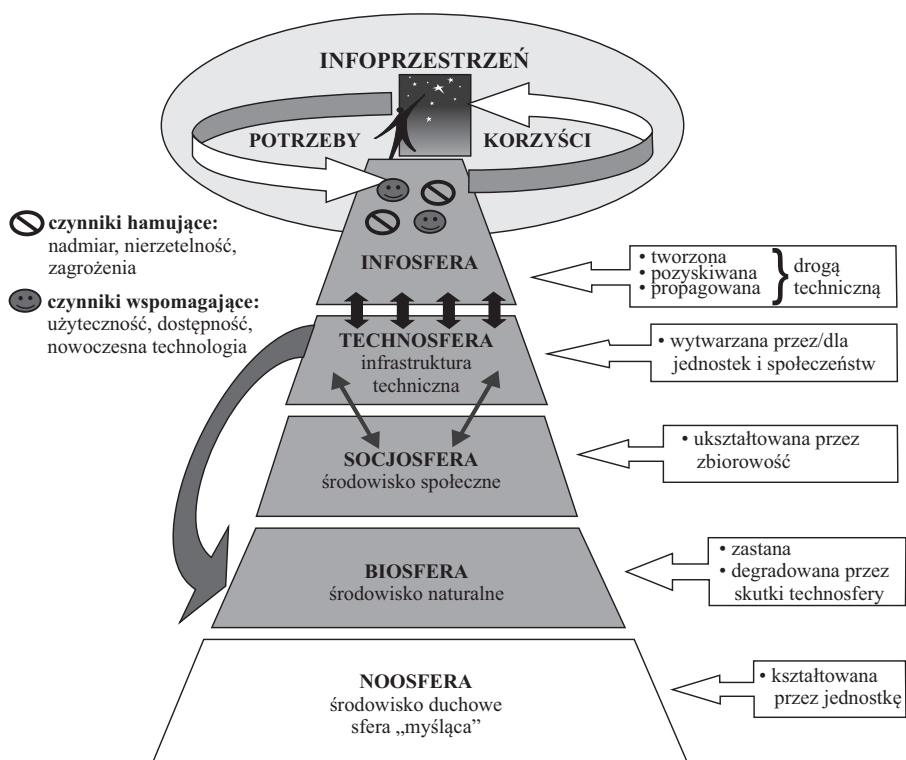 INFOPRZESTRZEŃ
POTRZEBY
KORZYŚCI
czynniki hamujące:
nadmiar, nierzetelność,
zagrożenia
czynniki wspomagające:
użyteczność, dostępność,
nowoczesna technologia
INFOSFERA
• tworzona
• pozyskiwana
• propagowana
} drogą
techniczną
TECHNOSFERA
infrastruktura
techniczna
• wytwarzana przez/dla
jednostek i społeczeństw
SOCJOSFERA
środowisko społeczne
• ukształtowana przez
zbiorowość
BIOSFERA
środowisko naturalne
• zastana
• degradowana przez
skutki technosfery
NOOSFERA
środowisko duchowe
sfera „myśląca”
• kształtowana
przez jednostkę